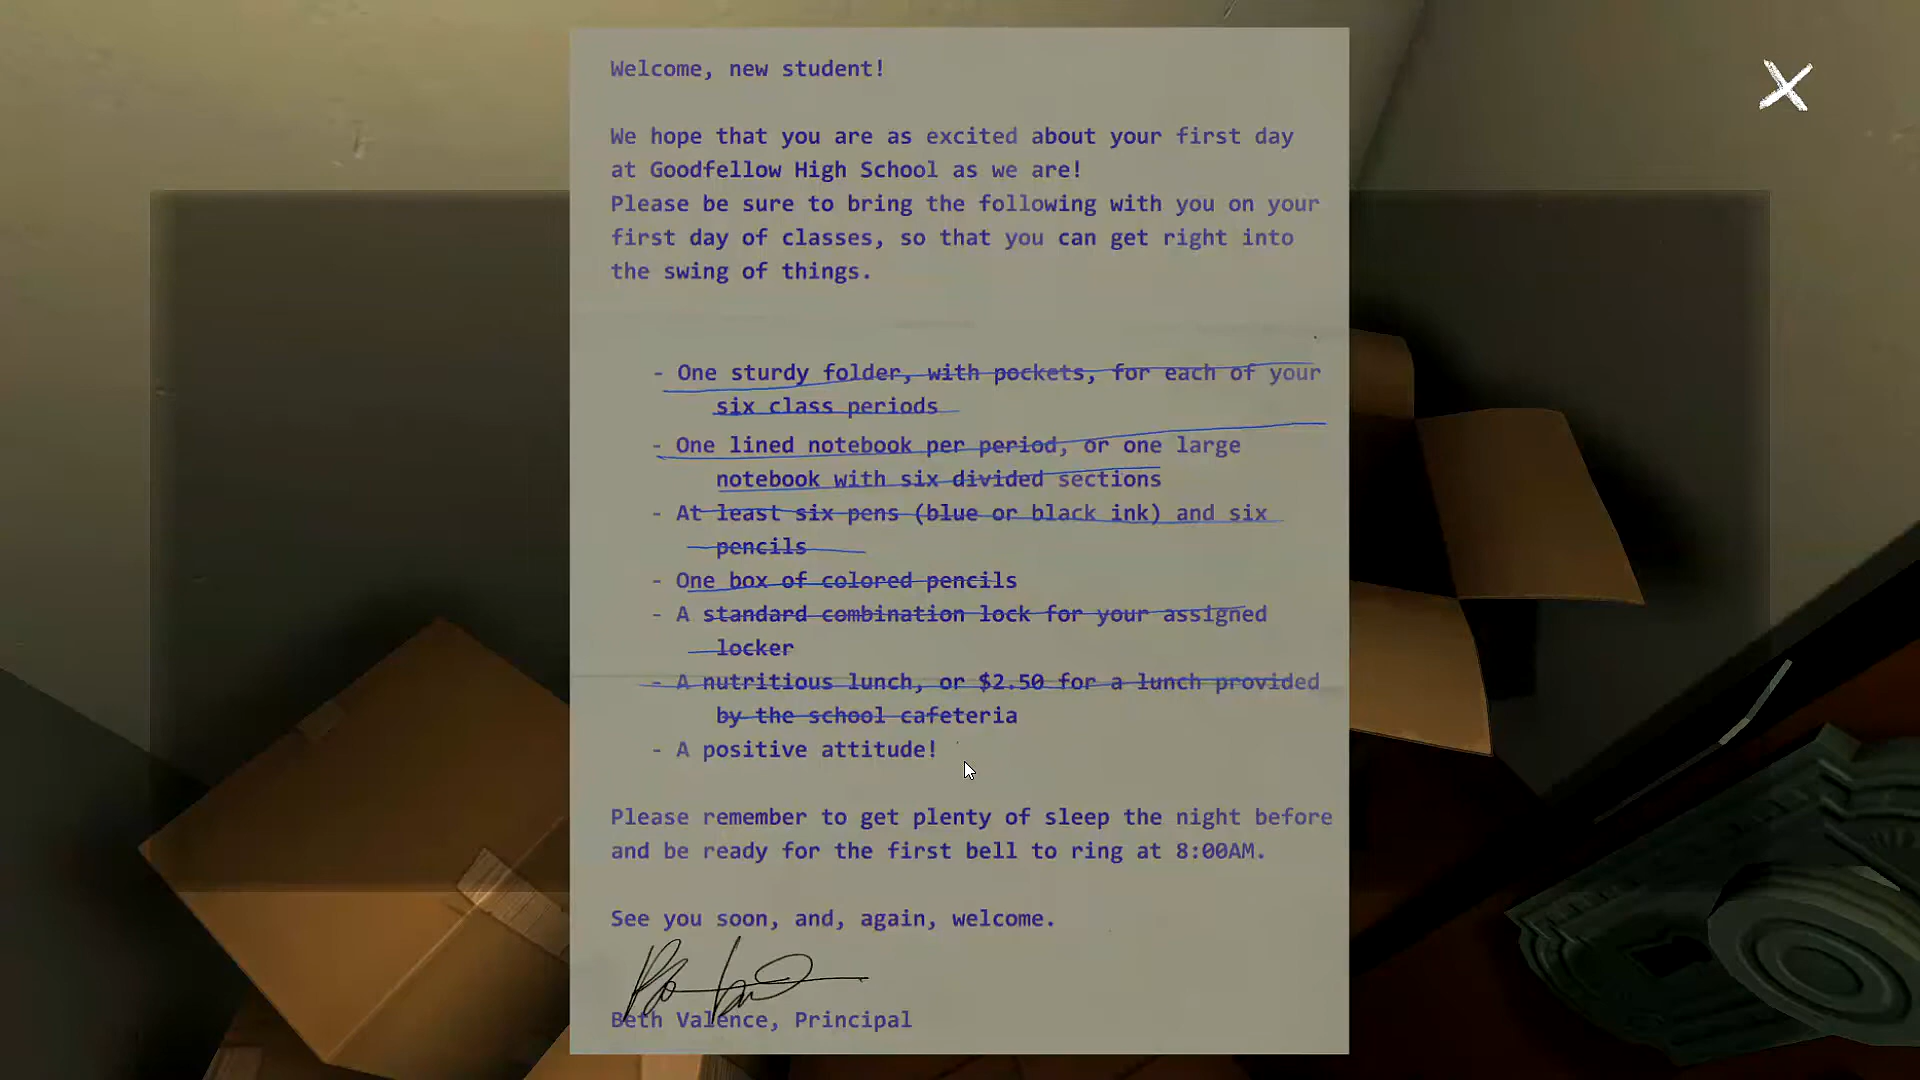 Welcome, new student!
We hope that you are as excited about your first day
at Goodfellow High School as we are!
Please be sure to bring the following with you on your
first day of classes, so that you can get right into
the swing of things.
- One sturdy folder, with pockets, for each of your
six class periods
- One lined notebook per period, or one large
notebook with six divided sections
- At least six pens (blue or black ink) and six
pencils
- One box of colored pencils
- A standard combination lock for your assigned
locker
- A nutritious lunch, or $2.50 for a lunch provided
by the school cafeteria
- A positive attitude!
Please remember to get plenty of sleep the night before
and be ready for the first bell to ring at 8:00AM.
See you soon, and, again, welcome.
Beth Valence, Principal